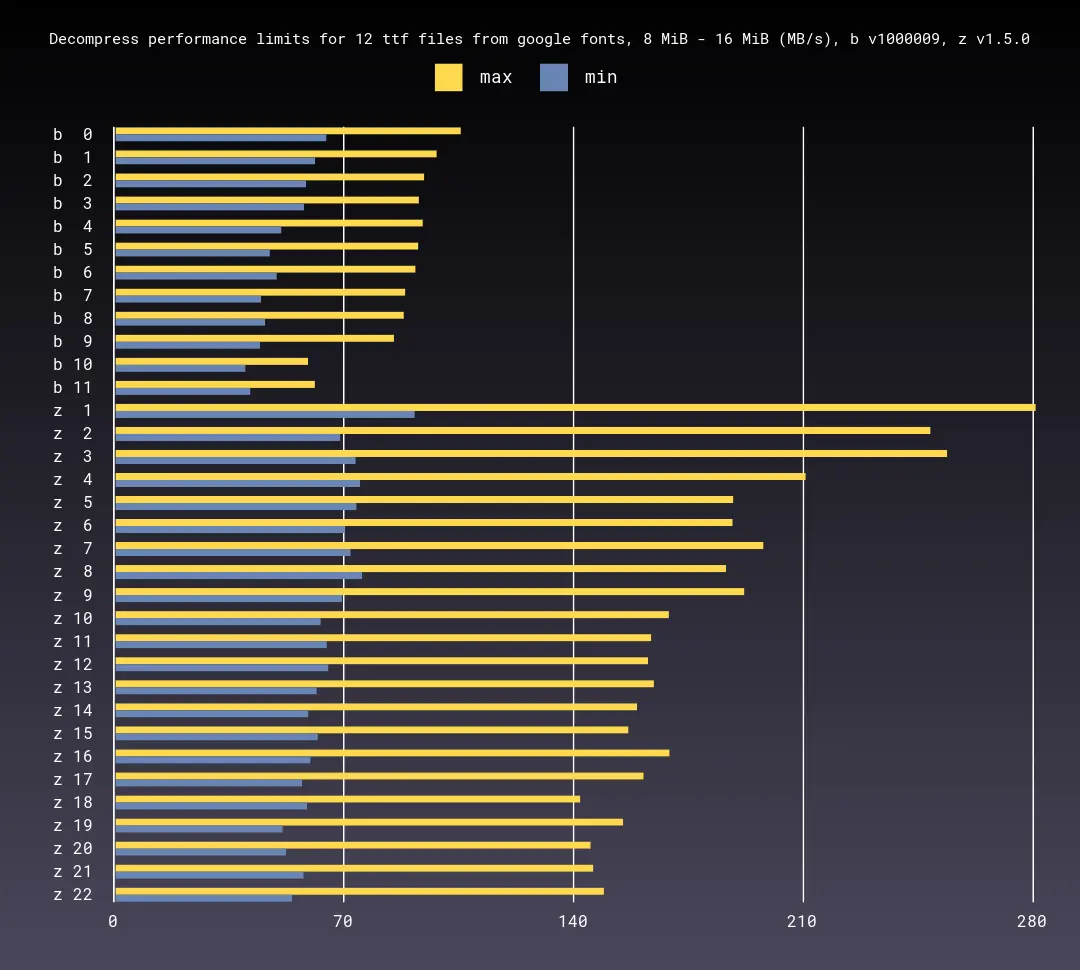 Decompress performance limits for 12 ttf files from google fonts, 8 MiB - 16 MiB (MB/s), b v1000009, z v1.5.0
max min
b 0
b 1
b 2
b 3
b 4
b 5
b 6
b 7
b 8
b 9
b 10
b 11
z 1
z 2
z 3
z 4
z 5
z 6
z 7
z 8
z 9
z 10
z 11
z 12
z 13
z 14
z 15
z 16
z 17
z 18
z 19
z 20
z 21
z 22
0 70 140 210 280